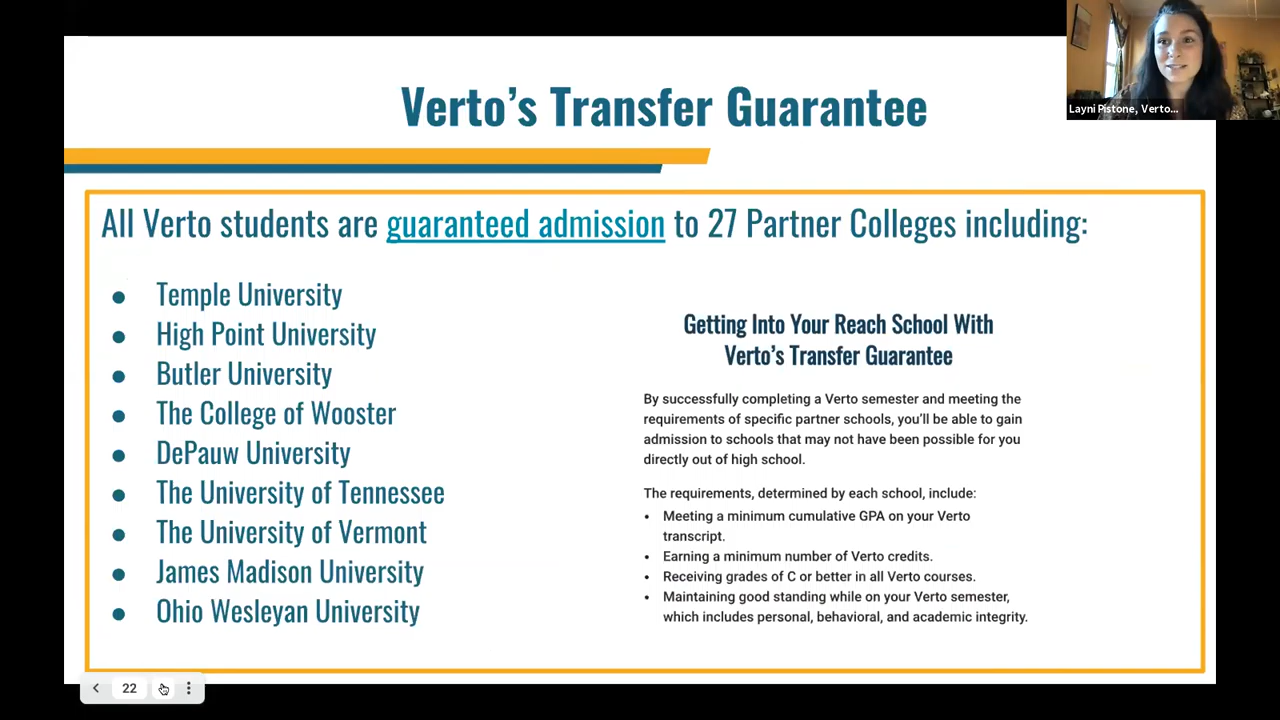 Verto's Transfer Guarantee
Layni Pistone, Verto...
All Verto students are guaranteed admission to 27 Partner Colleges including:
● Temple University
● High Point University
● Butler University
● The College of Wooster
● DePauw University
● The University of Tennessee
● The University of Vermont
● James Madison University
● Ohio Wesleyan University
Getting Into Your Reach School With
Verto's Transfer Guarantee
By successfully completing a Verto semester and meeting the
requirements of specific partner schools, you'll be able to gain
admission to schools that may not have been possible for you
directly out of high school.
The requirements, determined by each school, include:
• Meeting a minimum cumulative GPA on your Verto
transcript.
• Earning a minimum number of Verto credits.
• Receiving grades of C or better in all Verto courses.
• Maintaining good standing while on your Verto semester,
which includes personal, behavioral, and academic integrity.
22